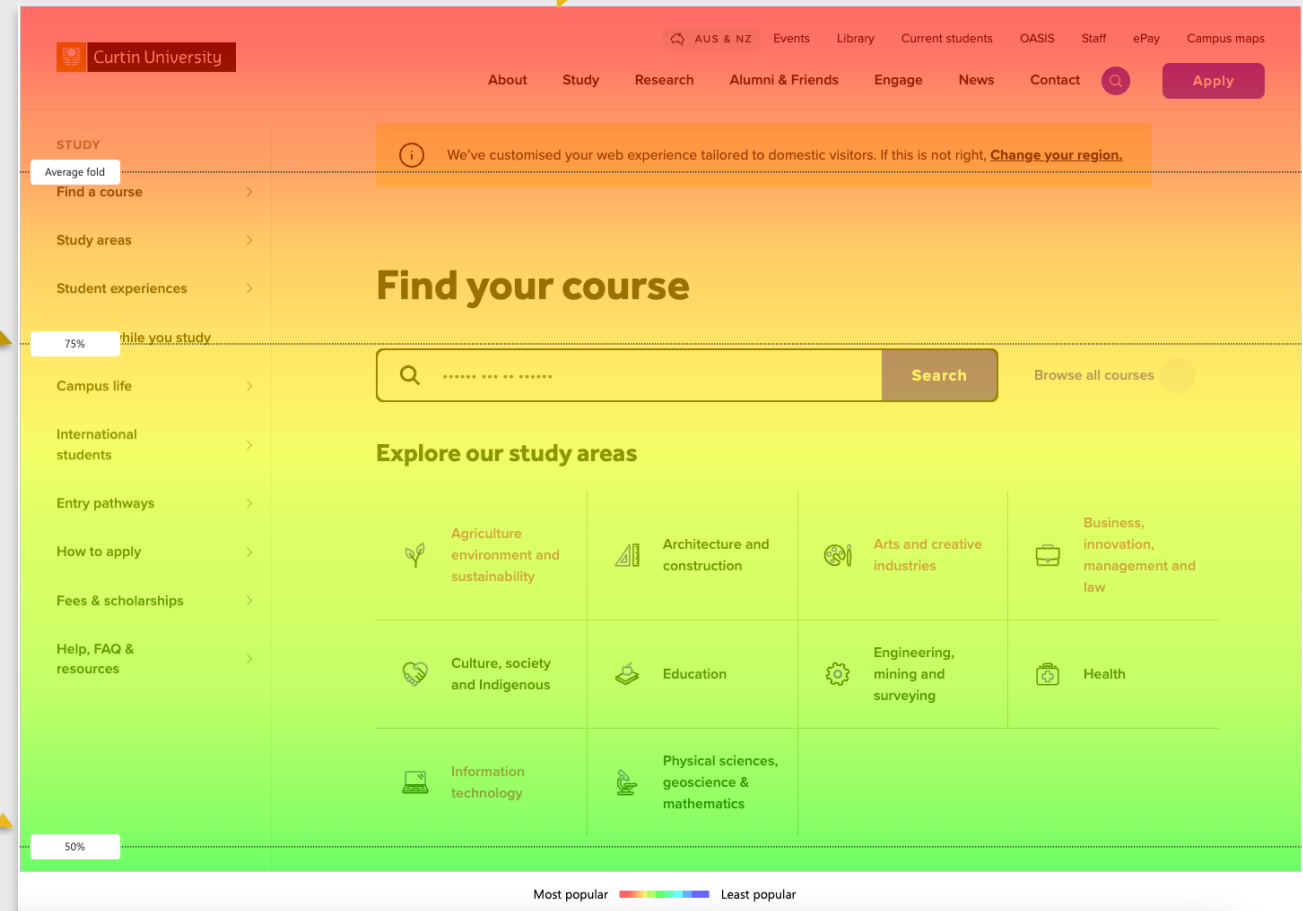 AUS & NZ Events Library Current students OASIS Staff ePay Campus maps
Curtin University
About Study Research Alumni & Friends Engage News Contact Apply
STUDY
We've customised your web experience tailored to domestic visitors. If this is not right, Change your region.
Average fold
Find a course
Study areas
Student experiences
Find your course
while you study
75%
Search
Browse all courses
Campus life
International
students
Entry pathways
How to apply
Fees & scholarships
Help, FAQ &
resources
Explore our study areas
Agriculture
environment and
sustainability
Architecture and
construction
Arts and creative
industries
Business,
innovation,
management and
law
Culture, society
and Indigenous
Education
Engineering,
mining and
surveying
Health
Information
technology
Physical sciences,
geoscience &
mathematics
50%
Most popular Least popular